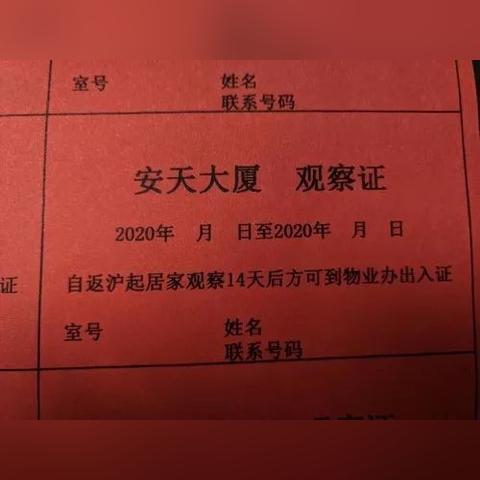 室号 姓名
联系号码
安天大厦 观察证
2020年 月 日至2020年 月 日
证
自返沪起居家观察14天后方可到物业办出入证
室号 姓名
联系号码